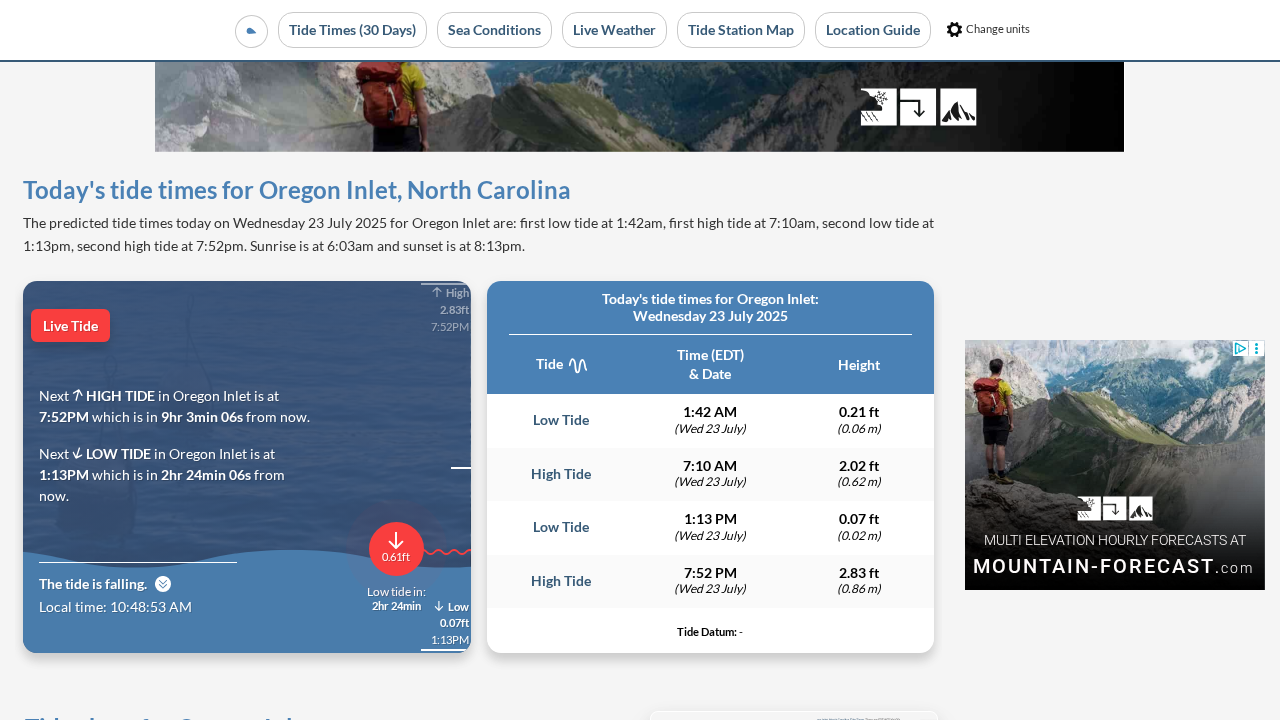 Tide Times (30 Days)
Sea Conditions
Live Weather
Tide Station Map
Location Guide
Change units
Today's tide times for Oregon Inlet, North Carolina
The predicted tide times today on Wednesday 23 July 2025 for Oregon Inlet are: first low tide at 1:42am, first high tide at 7:10am, second low tide at
1:13pm, second high tide at 7:52pm. Sunrise is at 6:03am and sunset is at 8:13pm.
Live Tide
↑ High
2.83ft
7:52PM
Next ↑ HIGH TIDE in Oregon Inlet is at
7:52PM which is in 9hr 3min 06s from now.
Next ↓ LOW TIDE in Oregon Inlet is at
1:13PM which is in 2hr 24min 06s from
now.
0.61ft
The tide is falling.
Local time: 10:48:53 AM
Low tide in:
2hr 24min
↓ Low
0.07ft
1:13PM
Today's tide times for Oregon Inlet:
Wednesday 23 July 2025
Tide
Time (EDT)
& Date
Height
Low Tide
1:42 AM
(Wed 23 July)
0.21 ft
(0.06 m)
High Tide
7:10 AM
(Wed 23 July)
2.02 ft
(0.62 m)
Low Tide
1:13 PM
(Wed 23 July)
0.07 ft
(0.02 m)
High Tide
7:52 PM
(Wed 23 July)
2.83 ft
(0.86 m)
Tide Datum: -
MULTI ELEVATION HOURLY FORECASTS AT
MOUNTAIN-FORECAST.com